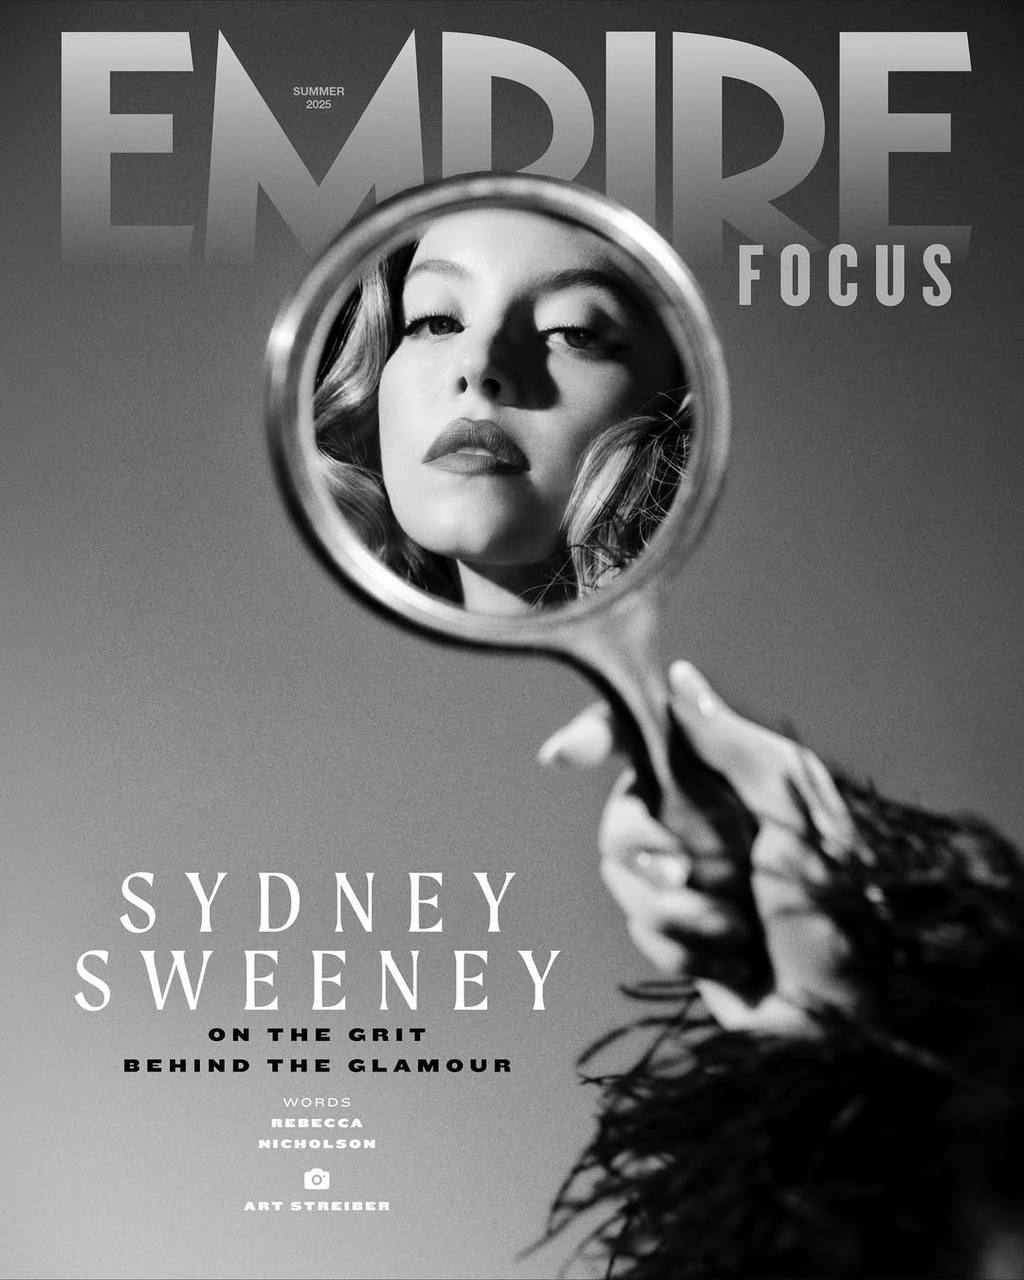 EMPIRE
SUMMER
2025
FOCUS
SYDNEY
SWEENEY
ON THE GRIT
BEHIND THE GLAMOUR
WORDS
REBECCA
NICHOLSON
ART STREIBER